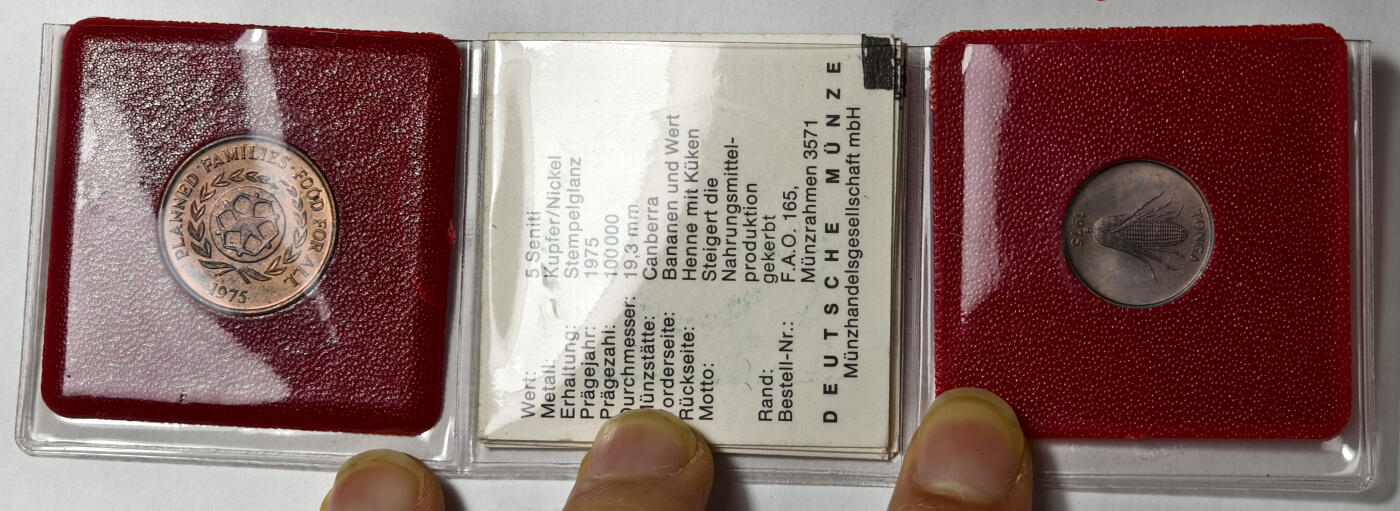 PLANNED · FAMILIES · FOOD FOR ALL
1975
Wert: 5 Seniti
Metall: Kupfer/Nickel
Erhaltung: Stempelglanz
Prägejahr: 1975
Prägezahl: 100000
Durchmesser: 19,3 mm
Münzstätte: Canberra
Vorderseite: Bananen und Wert
Rückseite: Henne mit Küken
Motto: Steigert die
Nahrungsmittel-
produktion
Rand: gekerbt
Bestell-Nr.: F.A.O. 165,
Münzrahmen 3571
DEUTSCHE MÜNZE
Münzhandelsgesellschaft mbH
TONGA
1975